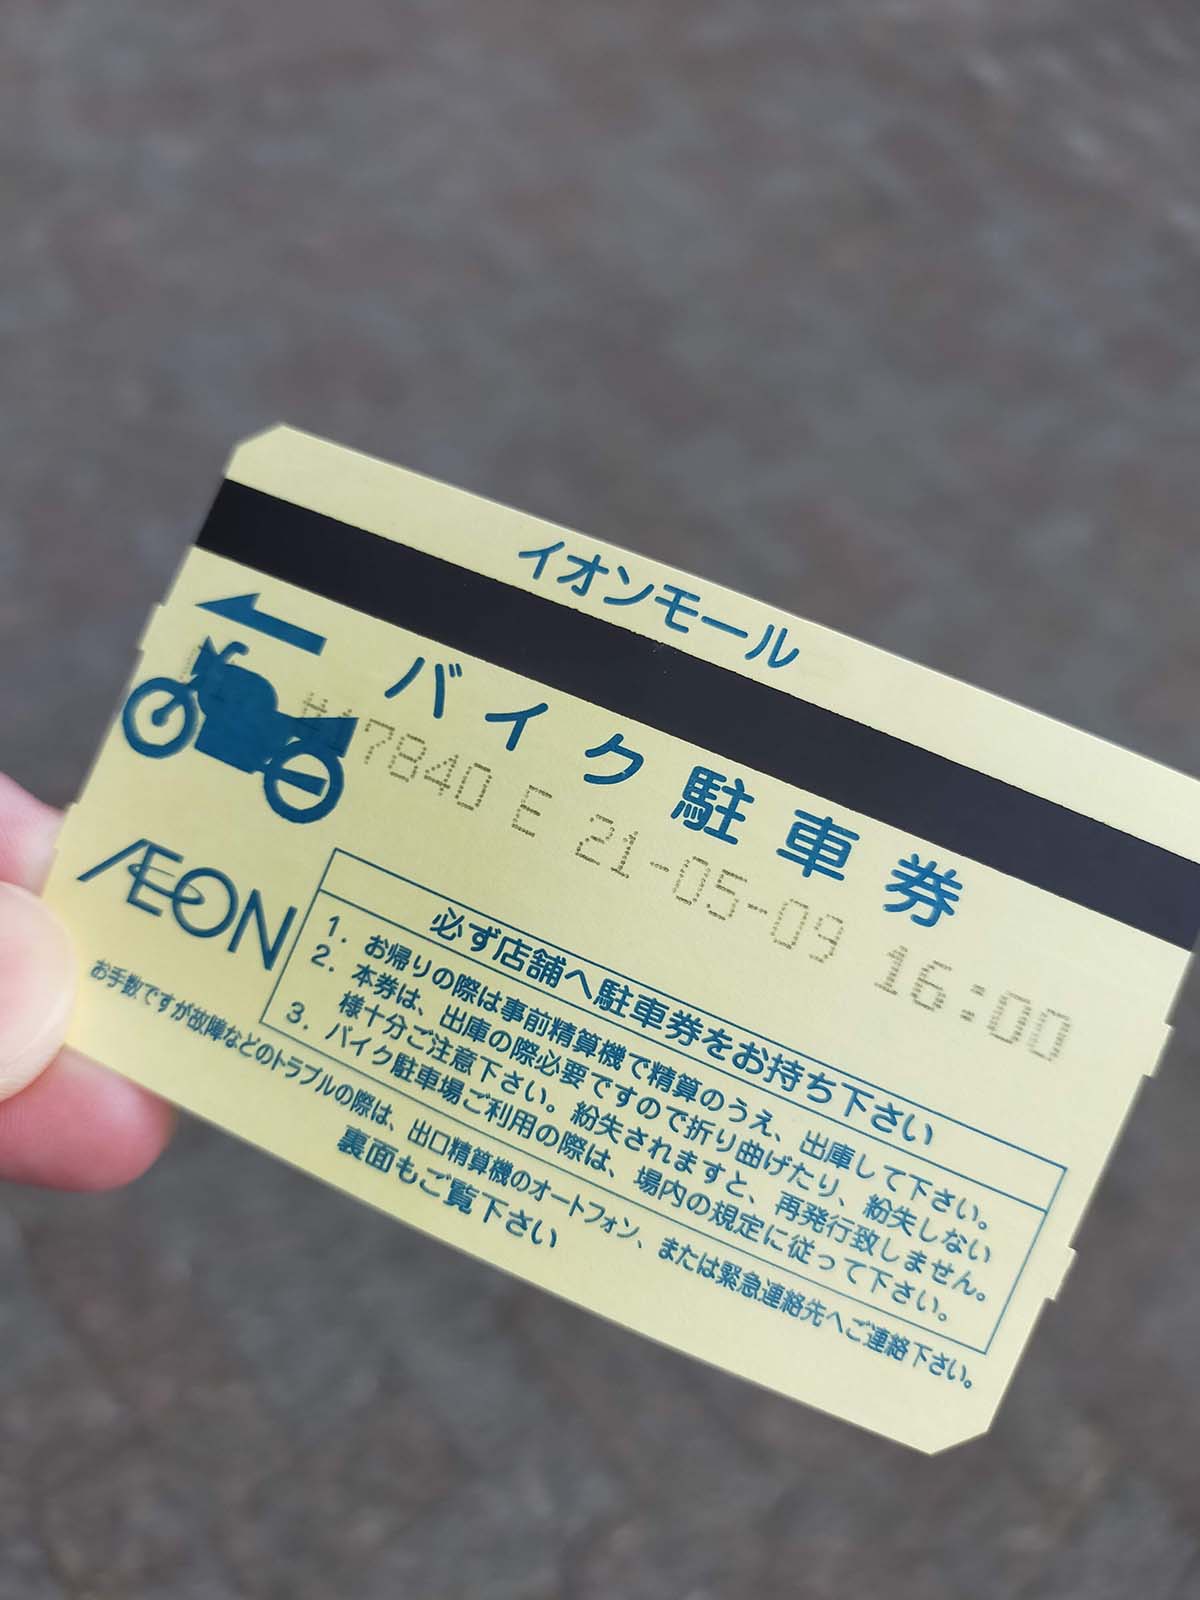 イオンモール
バイク駐車券
#17840 E 21-05-09 16:00
ÆON
必ず店舗へ駐車券をお持ち下さい
1. お帰りの際は事前精算機で精算のうえ、出庫して下さい。
2. 本券は、出庫の際必要ですので折り曲げたり、紛失しない
様十分ご注意下さい。紛失されますと、再発行致しません。
3. バイク駐車場ご利用の際は、場内の規定に従って下さい。
お手数ですが故障などのトラブルの際は、出口精算機のオートフォン、または緊急連絡先へご連絡下さい。
裏面もご覧下さい